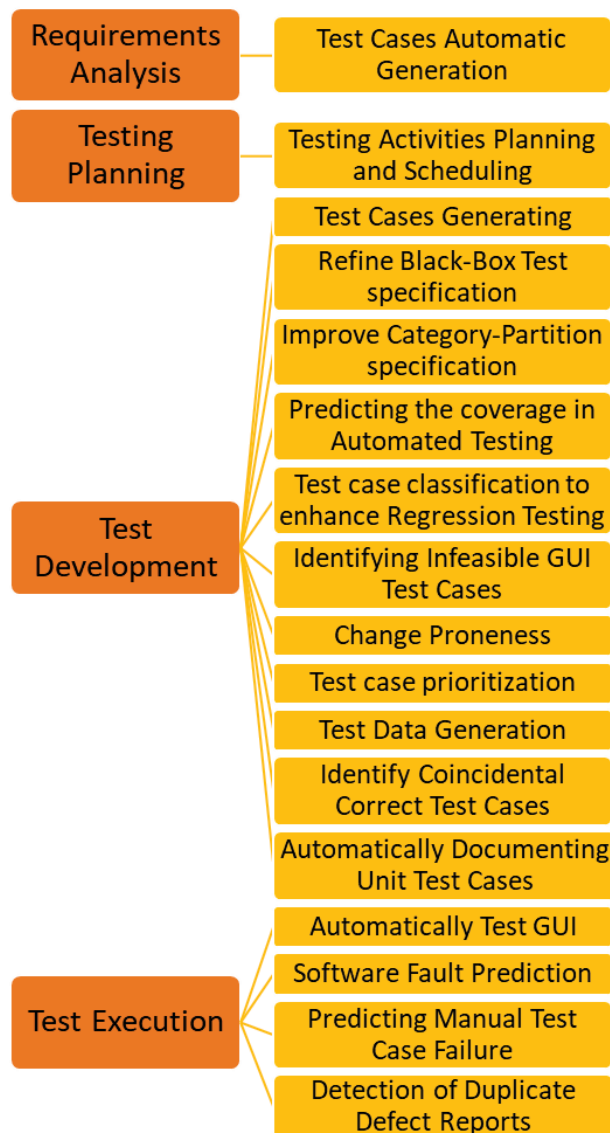 Requirements
Analysis
Test Cases Automatic
Generation
Testing
Planning
Testing Activities Planning
and Scheduling
Test
Development
Test Cases Generating
Refine Black-Box Test
specification
Improve Category-Partition
specification
Predicting the coverage in
Automated Testing
Test case classification to
enhance Regression Testing
Identifying Infeasible GUI
Test Cases
Change Proneness
Test case prioritization
Test Data Generation
Identify Coincidental
Correct Test Cases
Automatically Documenting
Unit Test Cases
Test Execution
Automatically Test GUI
Software Fault Prediction
Predicting Manual Test
Case Failure
Detection of Duplicate
Defect Reports